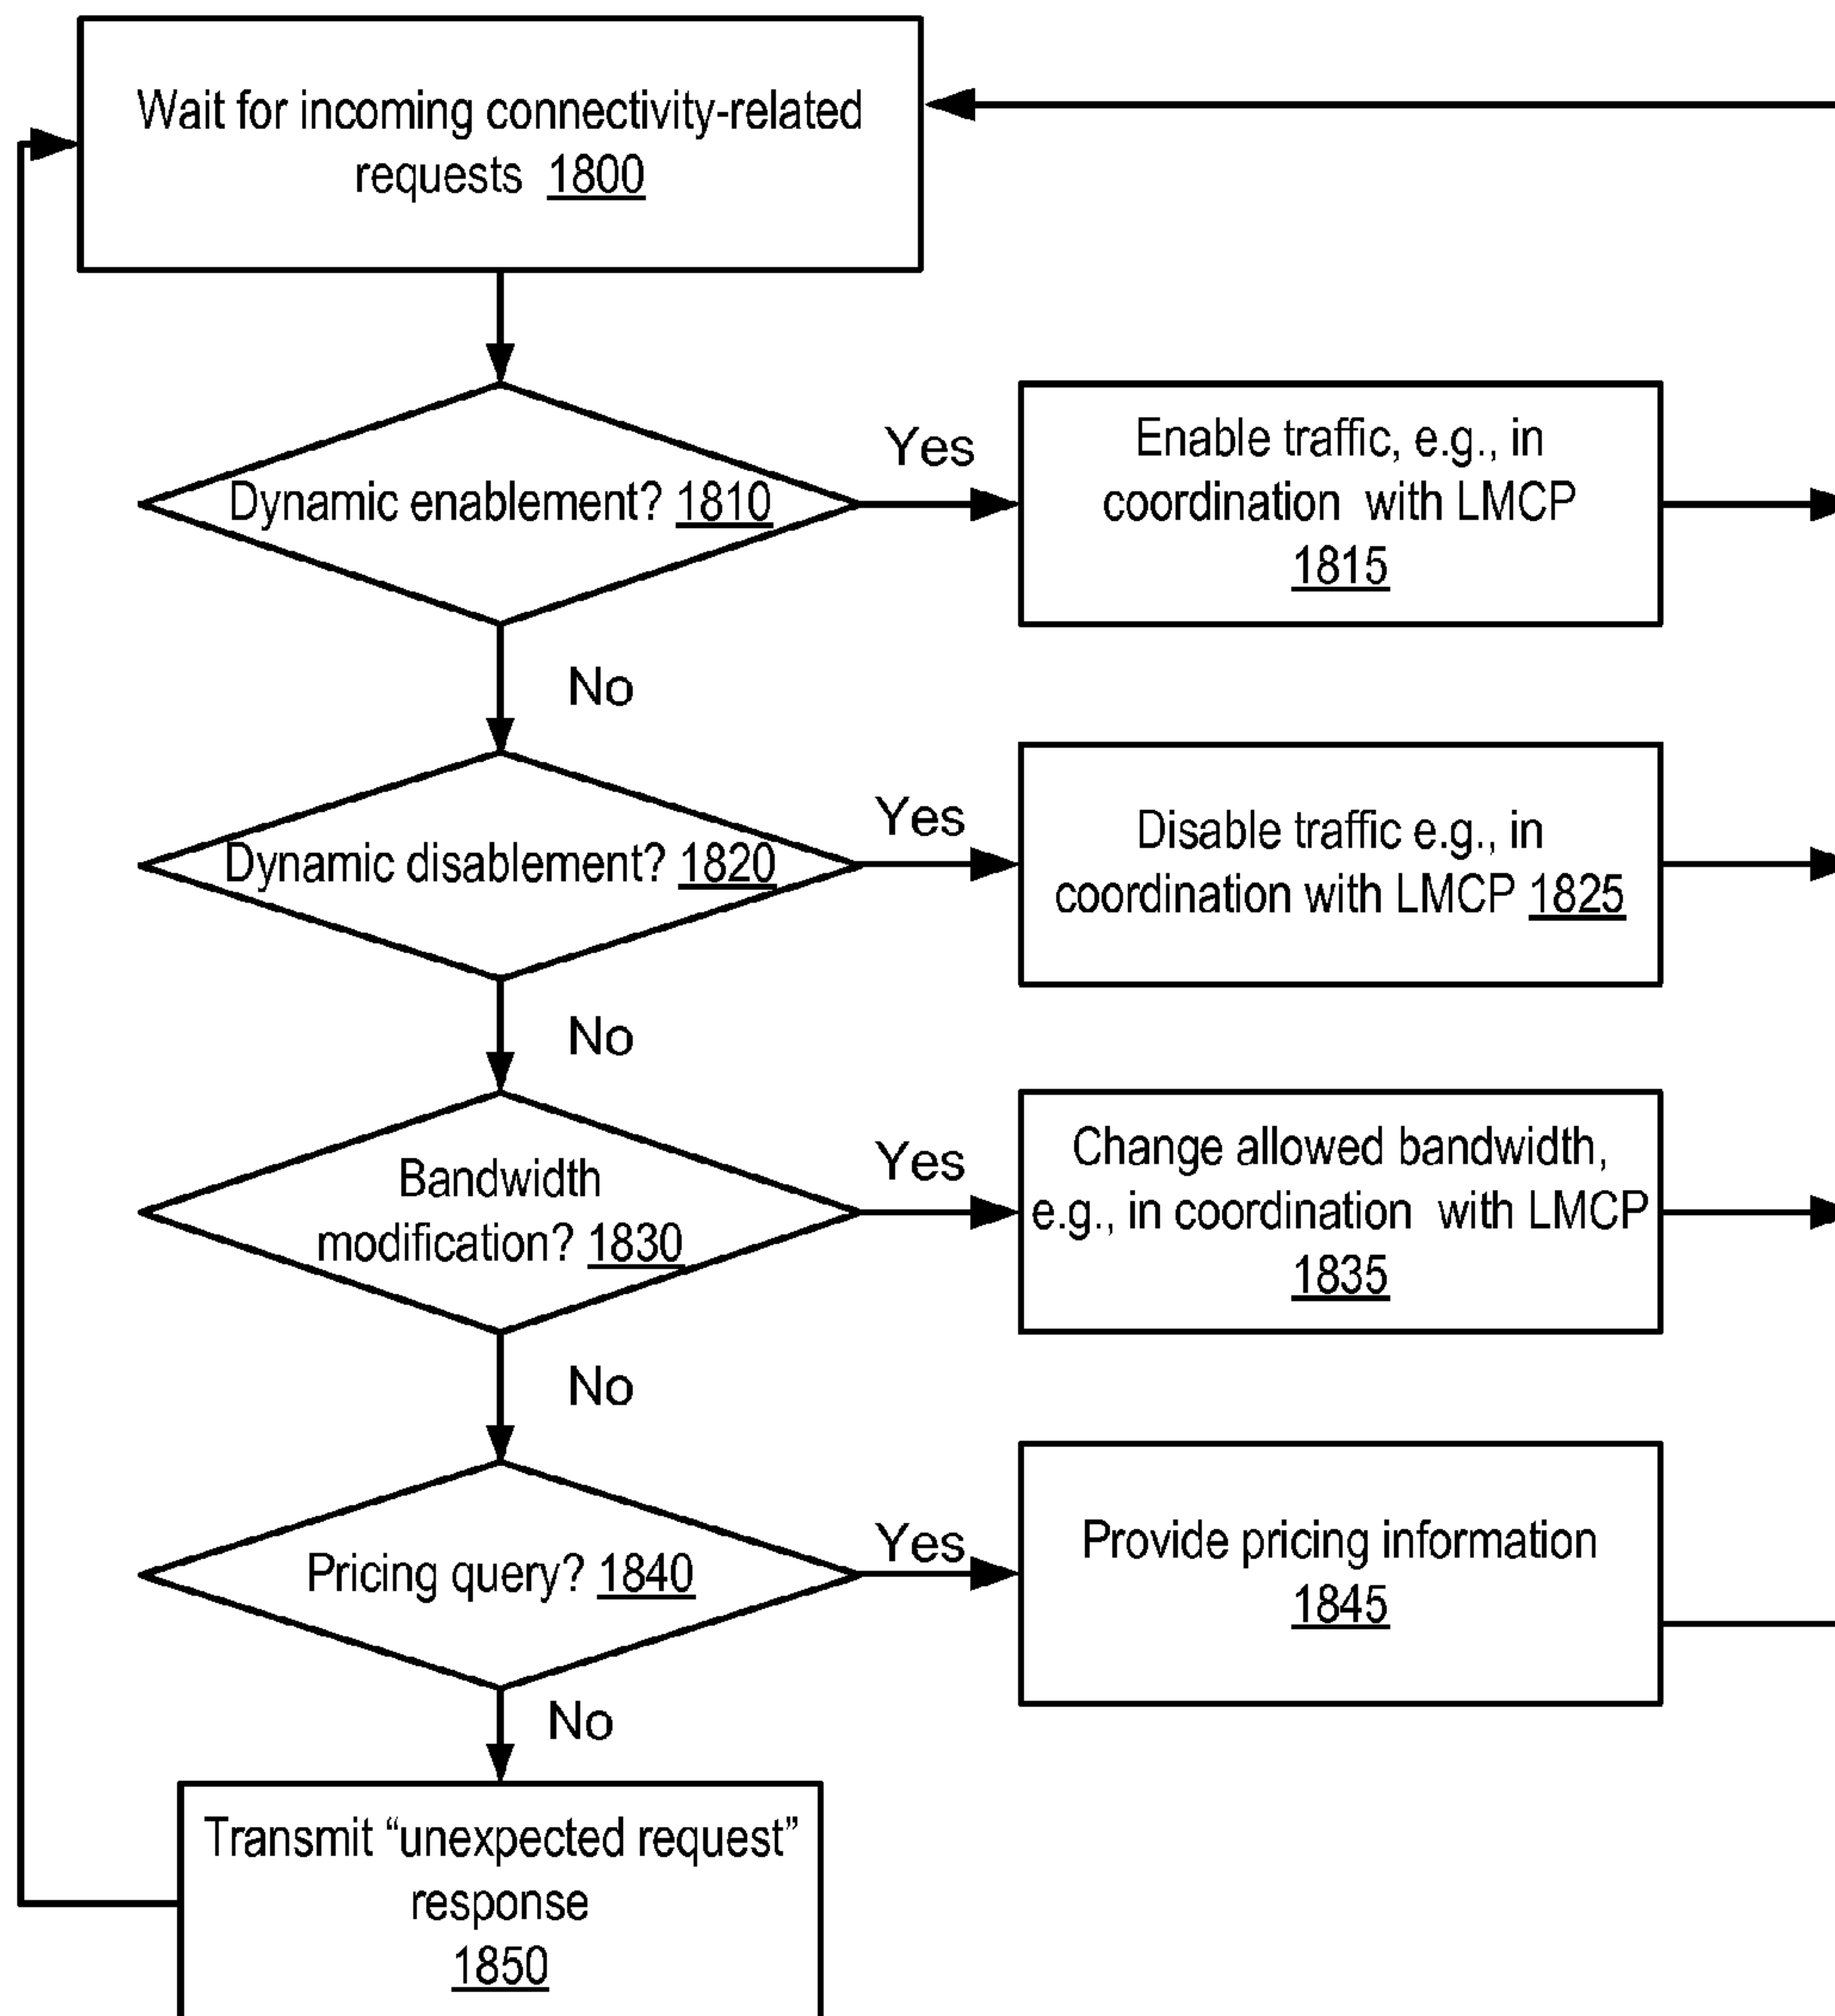 Wait for incoming connectivity-related
requests 1800
Dynamic enablement? 1810
Yes
Enable traffic, e.g., in
coordination with LMCP
1815
No
Dynamic disablement? 1820
Yes
Disable traffic e.g., in
coordination with LMCP 1825
No
Bandwidth
modification? 1830
Yes
Change allowed bandwidth,
e.g., in coordination with LMCP
1835
No
Pricing query? 1840
Yes
Provide pricing information
1845
No
Transmit “unexpected request”
response
1850